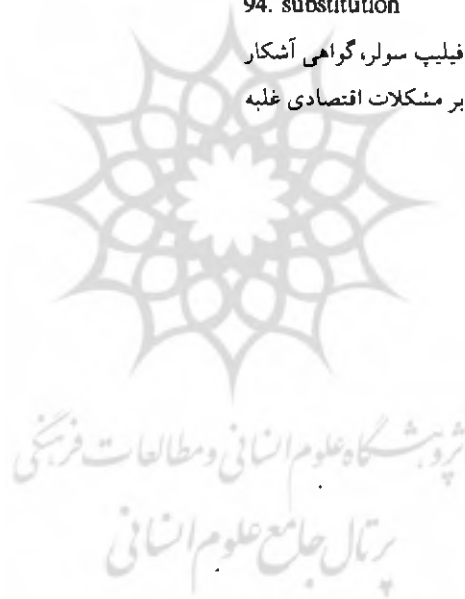 94. substitution
فیلیپ سولر، گواهی آشکار
بر مشکلات اقتصادی غلبه
پژوهشگاه علوم انسانی و مطالعات فرهنگی
پرتال جامع علوم انسانی